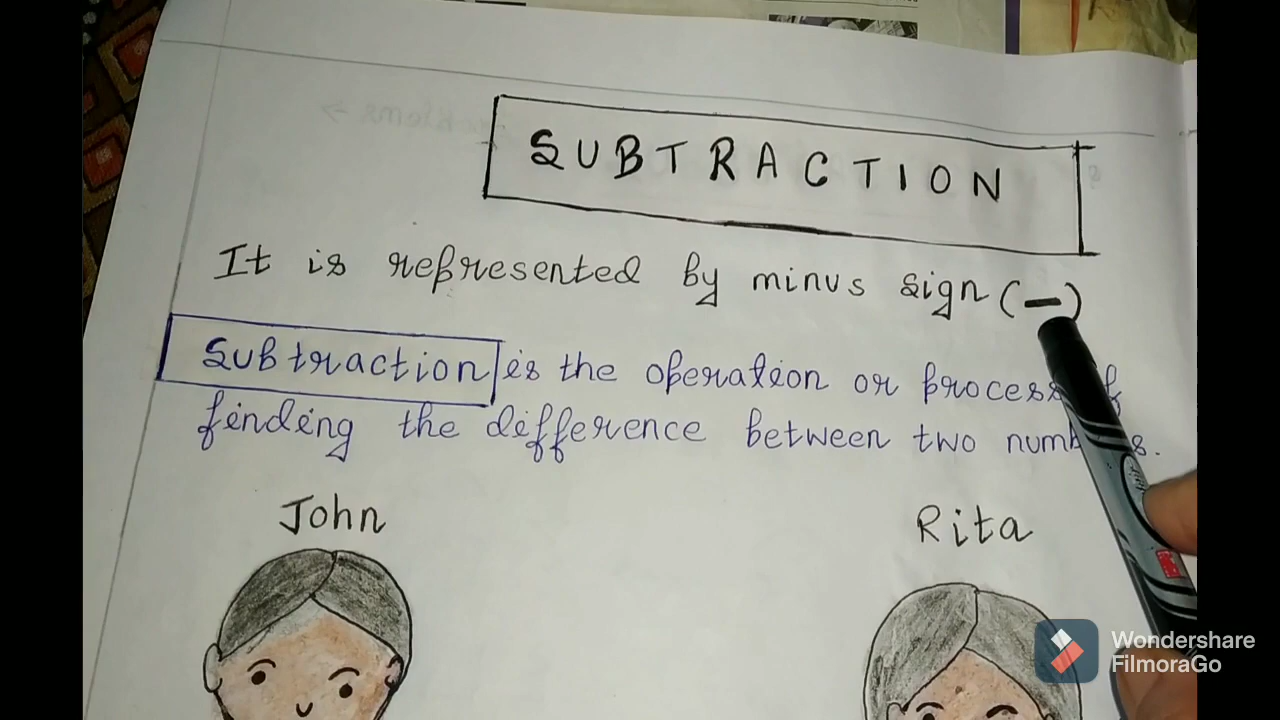 SUBTRACTION
It is represented by minus sign (−)
Subtraction is the operation or process of
finding the difference between two numbers.
John
Rita
Wondershare
FilmoraGo